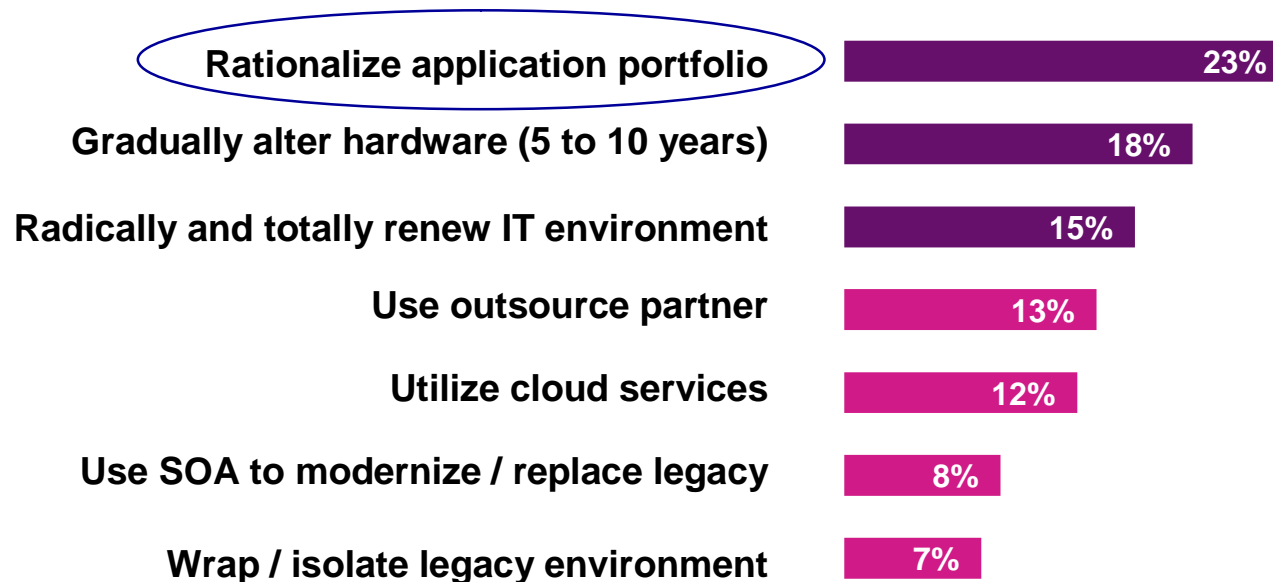 Rationalize application portfolio 23%
Gradually alter hardware (5 to 10 years) 18%
Radically and totally renew IT environment 15%
Use outsource partner 13%
Utilize cloud services 12%
Use SOA to modernize / replace legacy 8%
Wrap / isolate legacy environment 7%